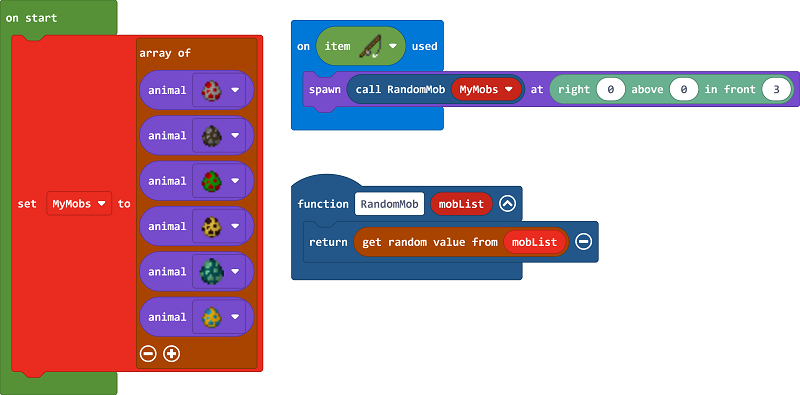 on start
set MyMobs to
array of
animal
animal
animal
animal
animal
animal
on item used
spawn call RandomMob MyMobs at right 0 above 0 in front 3
function RandomMob mobList
return get random value from mobList